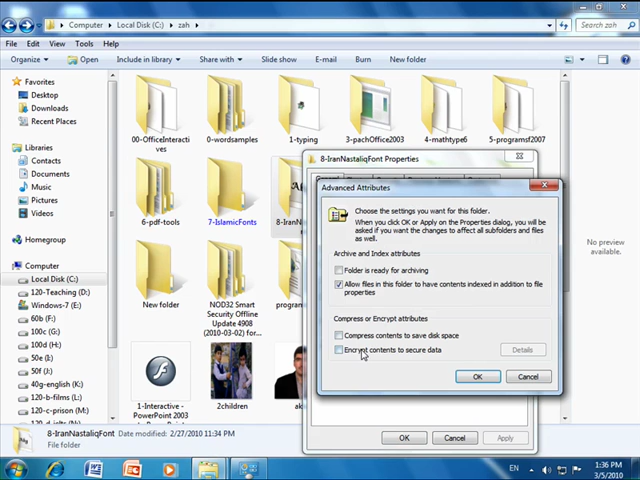 Computer ▸ Local Disk (C:) ▸ zah ▸
Search zah
File Edit View Tools Help
Organize Open Include in library Share with Slide show E-mail Burn New folder
Favorites
Desktop
Downloads
Recent Places
Libraries
Contacts
Documents
Music
Pictures
Videos
Homegroup
Computer
Local Disk (C:)
120-Teaching (D:)
Windows-7 (E:)
60b (F:)
100c (G:)
100d (H:)
50e (I:)
50f (J:)
40g-english (K:)
120-b-films (L:)
120-c-prison (M:)
00-OfficeInteracti
ves
0-wordsamples
1-typing
3-pachOffice2003
4-mathtype6
5-programsf2007
6-pdf-tools
7-IslamicFonts
8-IranNa
New folder
NOD32 Smart
Security Offline
Update 4908
(2010-03-02) for...
program
1-Interactive -
PowerPoint 2003
2children
No preview
available.
8-IranNastaliqFont Properties
Advanced Attributes
Choose the settings you want for this folder.
When you click OK or Apply on the Properties dialog, you will be
asked if you want the changes to affect all subfolders and files
as well.
Archive and Index attributes
Folder is ready for archiving
Allow files in this folder to have contents indexed in addition to file
properties
Compress or Encrypt attributes
Compress contents to save disk space
Encrypt contents to secure data
Details
OK Cancel
OK Cancel Apply
8-IranNastaliqFont Date modified: 2/27/2010 11:34 PM
File folder
EN
1:36 PM
3/5/2010